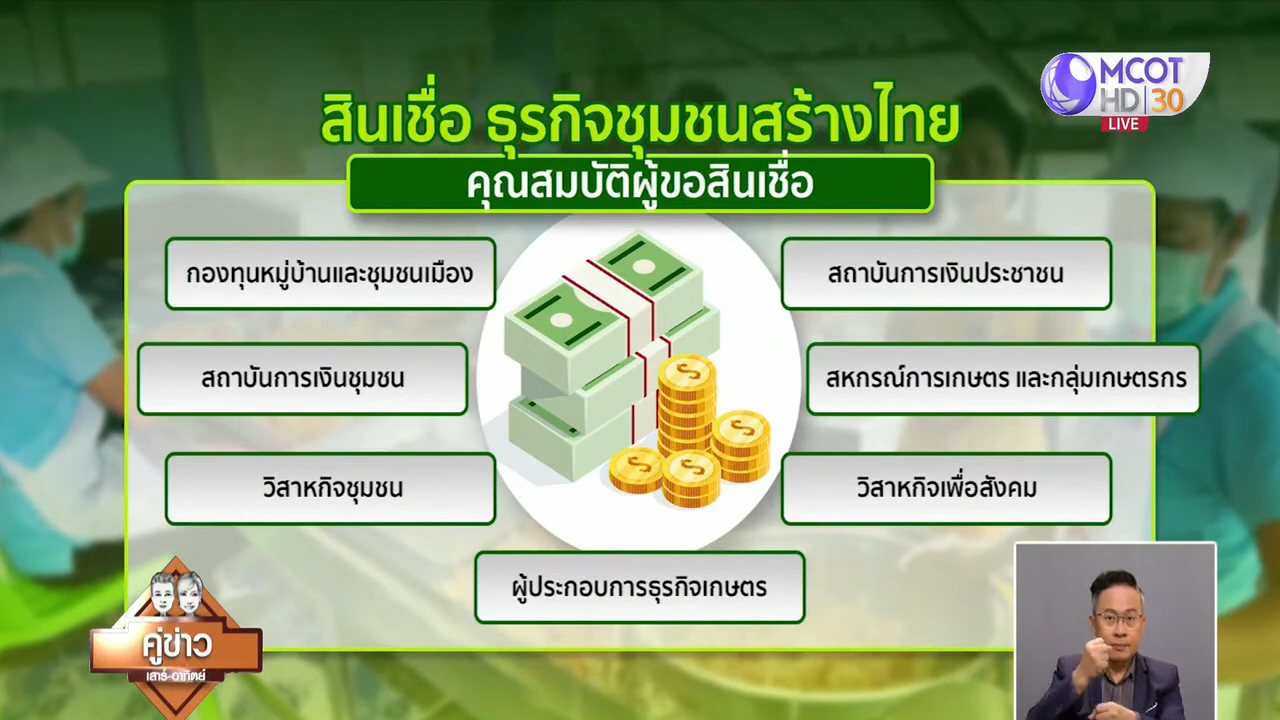 MCOT
HD 30
LIVE
สินเชื่อ ธุรกิจชุมชนสร้างไทย
คุณสมบัติผู้ขอสินเชื่อ
กองทุนหมู่บ้านและชุมชนเมือง
สถาบันการเงินประชาชน
สถาบันการเงินชุมชน
สหกรณ์การเกษตร และกลุ่มเกษตรกร
วิสาหกิจชุมชน
วิสาหกิจเพื่อสังคม
ผู้ประกอบการธุรกิจเกษตร
คู่ข่าว
เสาร์-อาทิตย์